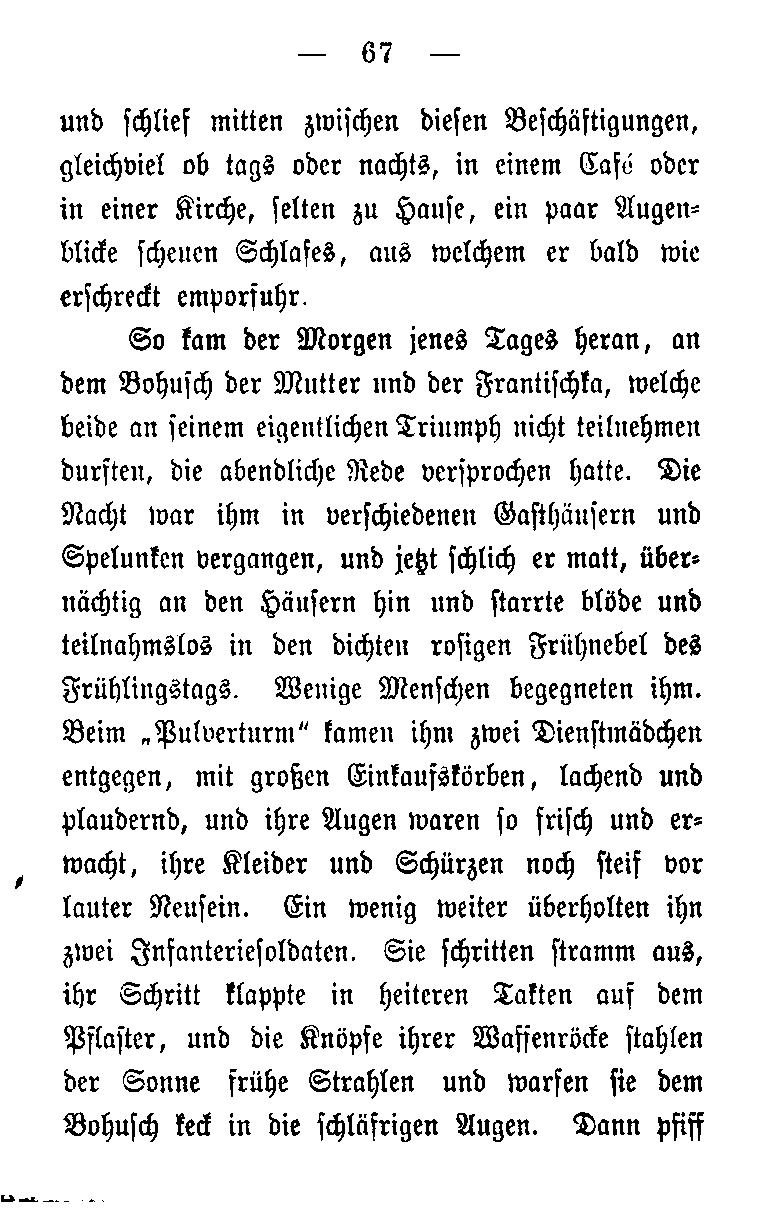 — 67 —
und schlief mitten zwischen diesen Beschäftigungen,
gleichviel ob tags oder nachts, in einem Café oder
in einer Kirche, selten zu Hause, ein paar Augen-
blicke scheuen Schlafes, aus welchem er bald wie
erschreckt emporfuhr.
So kam der Morgen jenes Tages heran, an
dem Bohusch der Mutter und der Frantischka, welche
beide an seinem eigentlichen Triumph nicht teilnehmen
durften, die abendliche Rede versprochen hatte. Die
Nacht war ihm in verschiedenen Gasthäusern und
Spelunken vergangen, und jetzt schlich er matt, über-
nächtig an den Häusern hin und starrte blöde und
teilnahmslos in den dichten rosigen Frühnebel des
Frühlingstags. Wenige Menschen begegneten ihm.
Beim „Pulverturm“ kamen ihm zwei Dienstmädchen
entgegen, mit großen Einkaufskörben, lachend und
plaudernd, und ihre Augen waren so frisch und er-
wacht, ihre Kleider und Schürzen noch steif vor
lauter Neusein. Ein wenig weiter überholten ihn
zwei Infanteriesoldaten. Sie schritten stramm aus,
ihr Schritt klappte in heiteren Takten auf dem
Pflaster, und die Knöpfe ihrer Waffenröcke stahlen
der Sonne frühe Strahlen und warfen sie dem
Bohusch keck in die schläfrigen Augen. Dann pfiff